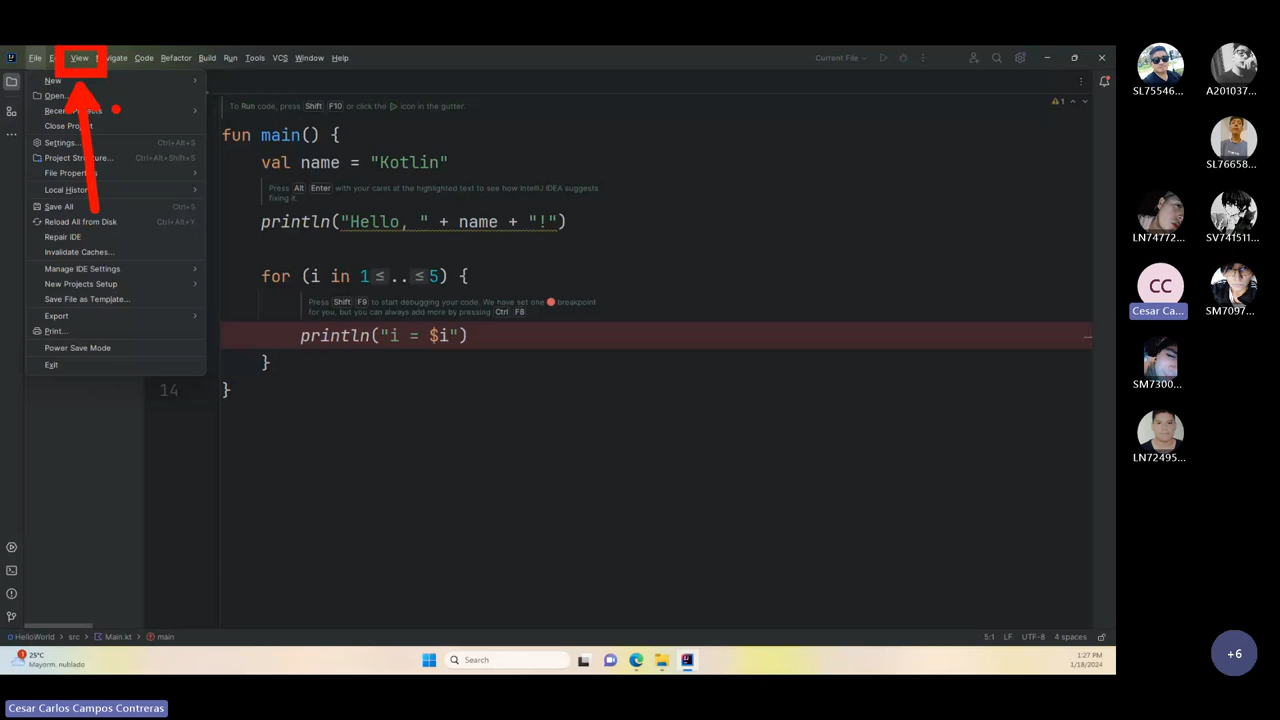 File E View avigate Code Refactor Build Run Tools VCS Window Help
Current File
New
Open...
Close Project
Settings... Ctrl+Alt+S
Project Structure... Ctrl+Alt+Shift+S
File Properties
Local History
Save All Ctrl+S
Reload All from Disk Ctrl+Alt+Y
Repair IDE
Invalidate Caches...
Manage IDE Settings
New Projects Setup
Save File as Template...
Export
Print...
Power Save Mode
Exit
To Run code, press Shift F10 or click the icon in the gutter.
1
fun main() {
val name = "Kotlin"
Press Alt Enter with your caret at the highlighted text to see how IntelliJ IDEA suggests
fixing it.
println("Hello, " + name + "!")
for (i in 1≤..≤5) {
Press Shift F9 to start debugging your code. We have set one breakpoint
for you, but you can always add more by pressing Ctrl F8.
println("i = $i")
}
14 }
HelloWorld > src > Main.kt > main
5:1 LF UTF-8 4 spaces
1
25°C
Mayorm. nublado
Search
1:27 PM
1/18/2024
SL75546...
A201037...
SL76658...
LN74772...
SV741511...
CC
Cesar Ca...
SM7097...
SM7300...
LN72495...
+6
Cesar Carlos Campos Contreras